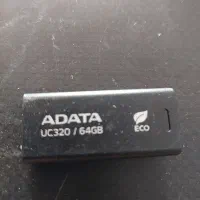 ADATA
UC320 / 64GB
ECO